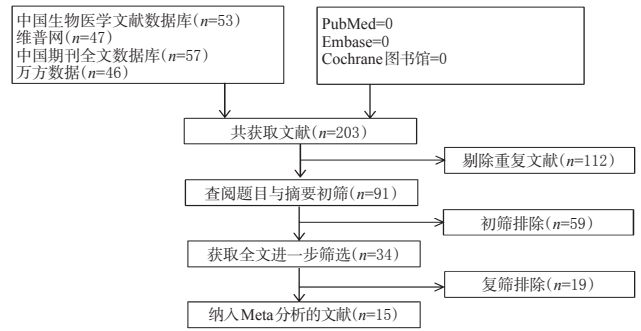 中国生物医学文献数据库(n=53)
维普网(n=47)
中国期刊全文数据库(n=57)
万方数据(n=46)
PubMed=0
Embase=0
Cochrane图书馆=0
共获取文献(n=203)
剔除重复文献(n=112)
查阅题目与摘要初筛(n=91)
初筛排除(n=59)
获取全文进一步筛选(n=34)
复筛排除(n=19)
纳入Meta分析的文献(n=15)